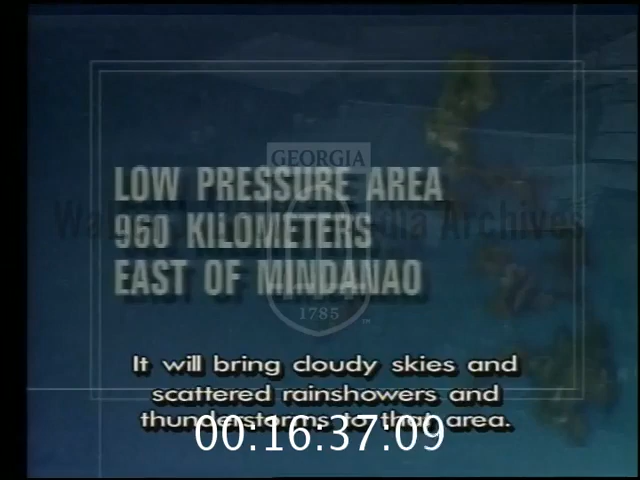 LOW PRESSURE AREA
GEORGIA
960 KILOMETERS
EAST OF MINDANAO
1785
It will bring cloudy skies and
scattered rainshowers and
thunderstorms to that area.
00:16:37:09